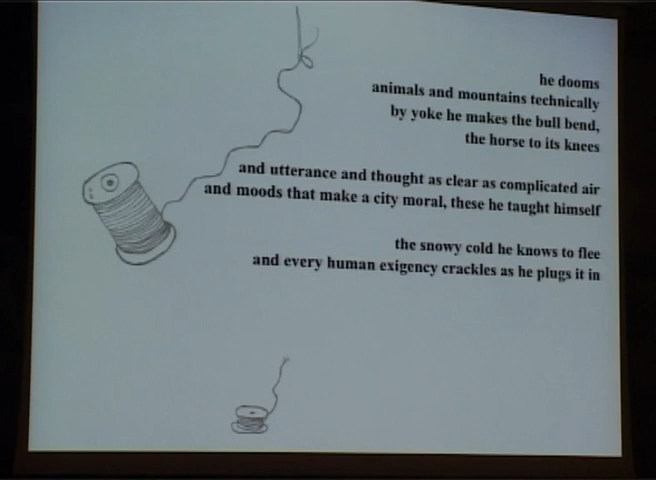 he dooms
animals and mountains technically
by yoke he makes the bull bend,
the horse to its knees
and utterance and thought as clear as complicated air
and moods that make a city moral, these he taught himself
the snowy cold he knows to flee
and every human exigency crackles as he plugs it in